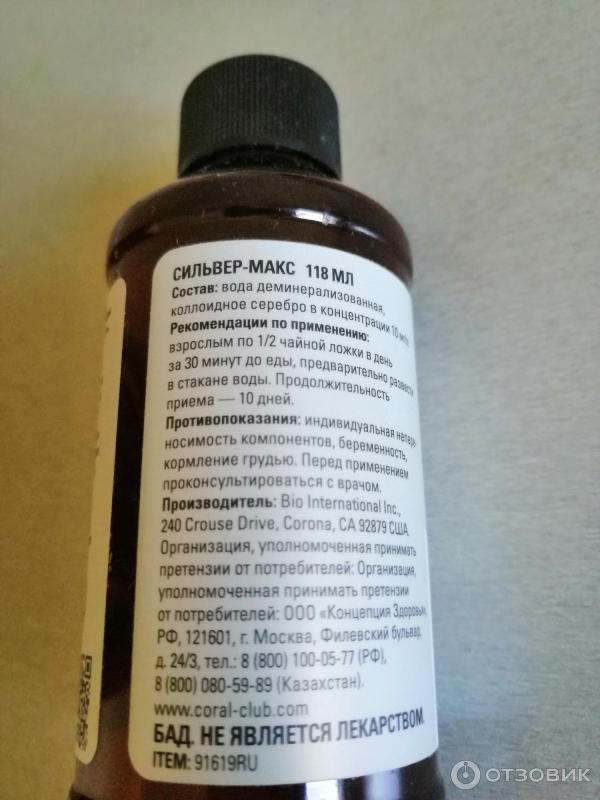 СИЛЬВЕР-МАКС 118 МЛ
Состав: вода деминерализованная,
коллоидное серебро в концентрации 10 мг/л.
Рекомендации по применению:
взрослым по 1/2 чайной ложки в день
за 30 минут до еды, предварительно развести
в стакане воды. Продолжительность
приема — 10 дней.
Противопоказания: индивидуальная непере-
носимость компонентов, беременность,
кормление грудью. Перед применением
проконсультироваться с врачом.
Производитель: Bio International Inc.,
240 Crouse Drive, Corona, CA 92879 США.
Организация, уполномоченная принимать
претензии от потребителей: Организация,
уполномоченная принимать претензии
от потребителей: ООО «Концепция Здоровья»,
РФ, 121601, г. Москва, Филевский бульвар,
д. 24/3, тел.: 8 (800) 100-05-77 (РФ),
8 (800) 080-59-89 (Казахстан).
www.coral-club.com
БАД. НЕ ЯВЛЯЕТСЯ ЛЕКАРСТВОМ.
ITEM: 91619RU
ОТЗОВИК